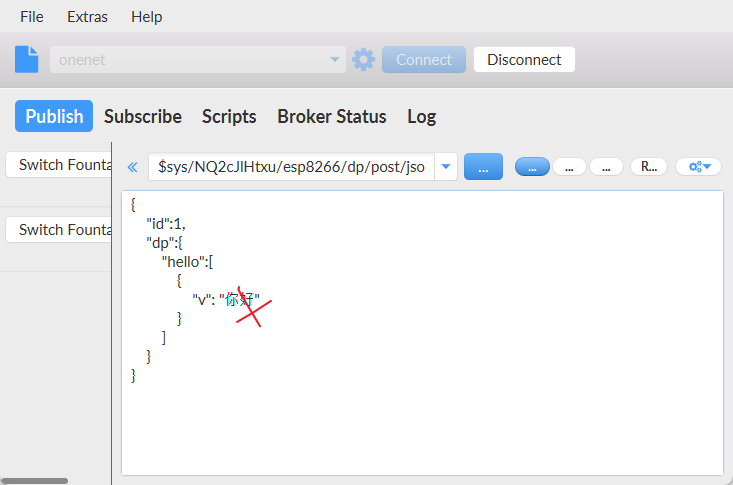 File Extras Help
onenet Connect Disconnect
Publish Subscribe Scripts Broker Status Log
Switch Founta
Switch Founta
$sys/NQ2cJlHtxu/esp8266/dp/post/jso ... ... ... ... R...
{
"id":1,
"dp":{
"hello":[
{
"v": "你好"
}
]
}
}